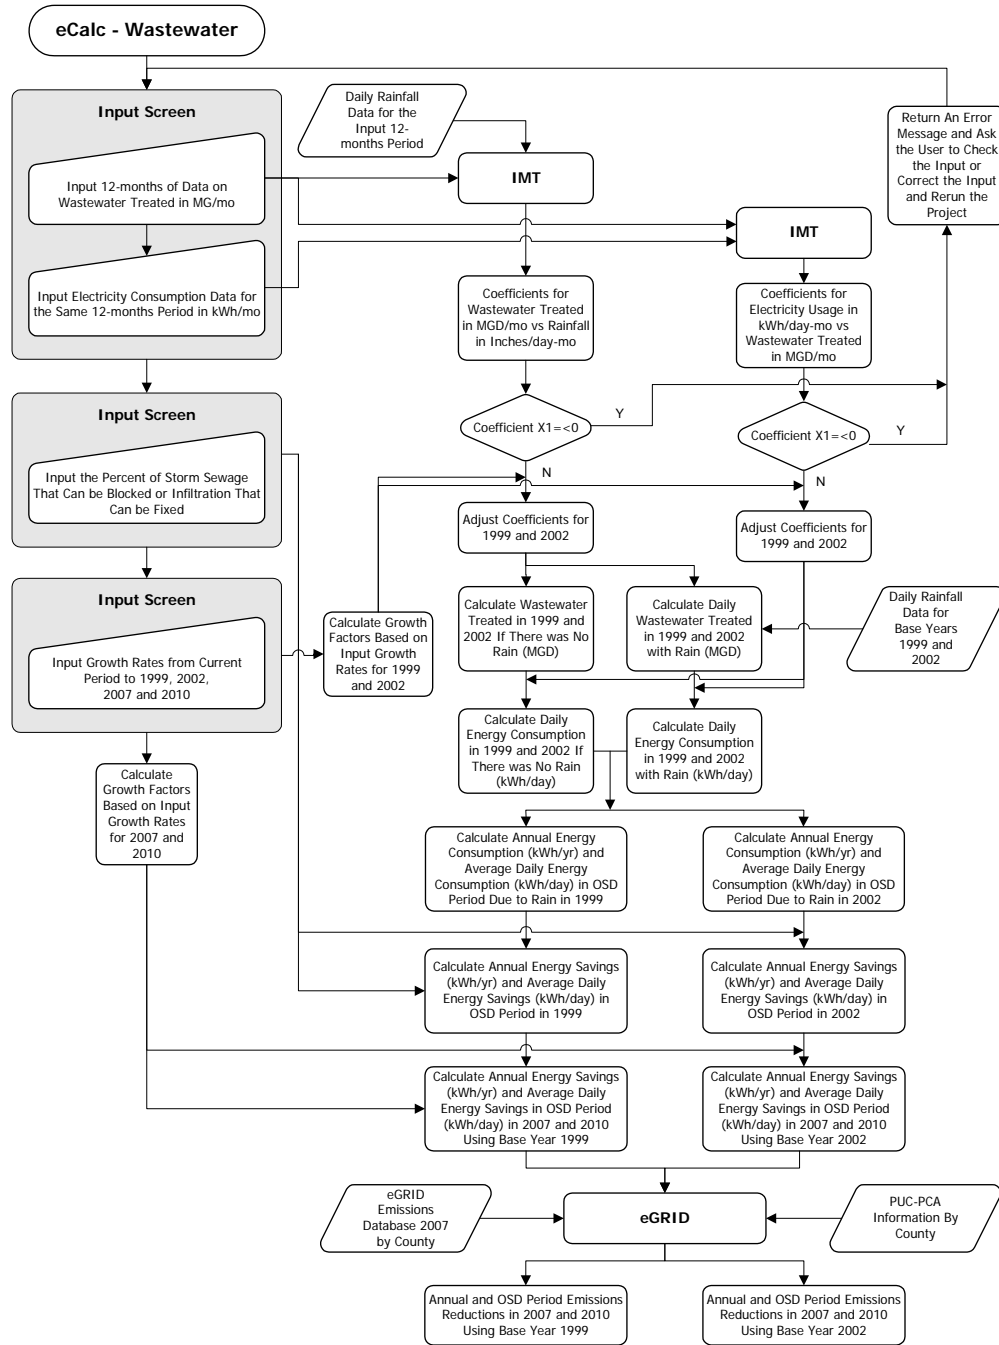 eCalc - Wastewater
Input Screen
Input 12-months of Data on
Wastewater Treated in MG/mo
Input Electricity Consumption Data for
the Same 12-months Period in kWh/mo
Daily Rainfall
Data for the
Input 12-
months Period
IMT
IMT
Return An Error
Message and Ask
the User to Check
the Input or
Correct the Input
and Rerun the
Project
Coefficients for
Wastewater Treated
in MGD/mo vs Rainfall
in Inches/day-mo
Coefficients for
Electricity Usage in
kWh/day-mo vs
Wastewater Treated
in MGD/mo
Input Screen
Input the Percent of Storm Sewage
That Can be Blocked or Infiltration That
Can be Fixed
Coefficient X1=<0
Y
N
Coefficient X1=<0
Y
N
Adjust Coefficients for
1999 and 2002
Adjust Coefficients for
1999 and 2002
Input Screen
Input Growth Rates from Current
Period to 1999, 2002,
2007 and 2010
Calculate Growth
Factors Based on
Input Growth
Rates for 1999
and 2002
Calculate Wastewater
Treated in 1999 and
2002 If There was No
Rain (MGD)
Calculate Daily
Wastewater Treated
in 1999 and 2002
with Rain (MGD)
Daily Rainfall
Data for
Base Years
1999 and
2002
Calculate Daily
Energy Consumption
in 1999 and 2002 If
There was No Rain
(kWh/day)
Calculate Daily
Energy Consumption
in 1999 and 2002
with Rain (kWh/day)
Calculate
Growth Factors
Based on Input
Growth Rates
for 2007 and
2010
Calculate Annual Energy
Consumption (kWh/yr) and
Average Daily Energy
Consumption (kWh/day) in OSD
Period Due to Rain in 1999
Calculate Annual Energy
Consumption (kWh/yr) and
Average Daily Energy
Consumption (kWh/day) in OSD
Period Due to Rain in 2002
Calculate Annual Energy Savings
(kWh/yr) and Average Daily
Energy Savings (kWh/day) in
OSD Period in 1999
Calculate Annual Energy Savings
(kWh/yr) and Average Daily
Energy Savings (kWh/day) in
OSD Period in 2002
Calculate Annual Energy Savings
(kWh/yr) and Average Daily
Energy Savings in OSD Period
(kWh/day) in 2007 and 2010
Using Base Year 1999
Calculate Annual Energy Savings
(kWh/yr) and Average Daily
Energy Savings in OSD Period
(kWh/day) in 2007 and 2010
Using Base Year 2002
eGRID
Emissions
Database 2007
by County
eGRID
PUC-PCA
Information By
County
Annual and OSD Period Emissions
Reductions in 2007 and 2010
Using Base Year 1999
Annual and OSD Period Emissions
Reductions in 2007 and 2010
Using Base Year 2002